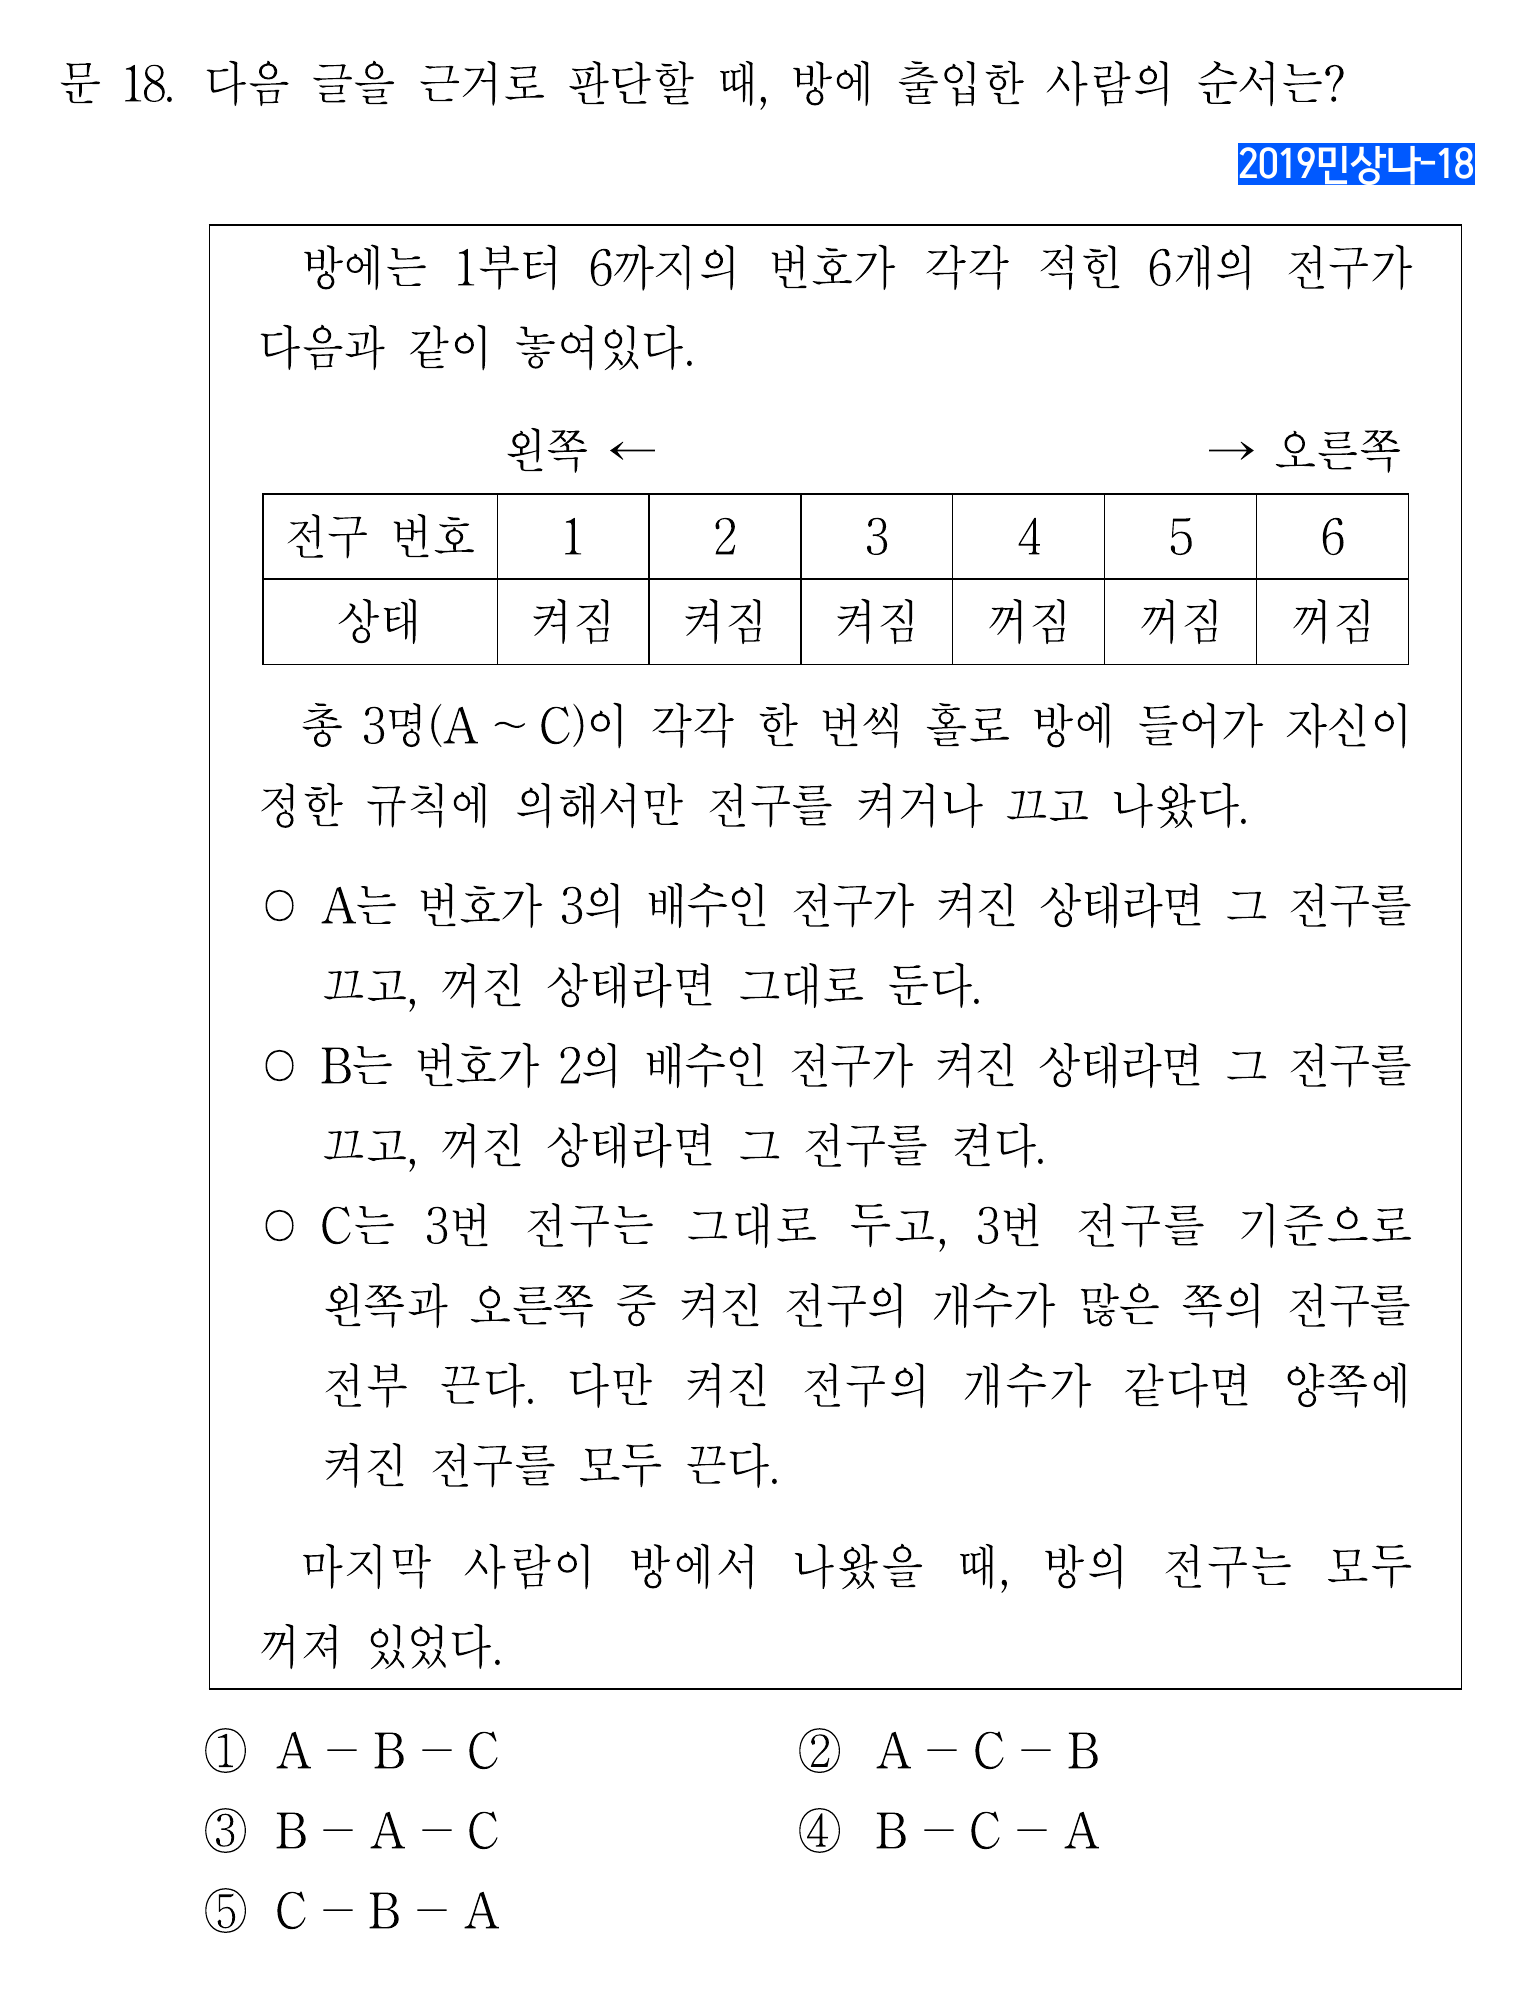 문 18. 다음 글을 근거로 판단할 때, 방에 출입한 사람의 순서는?
2019민상나-18
방에는 1부터 6까지의 번호가 각각 적힌 6개의 전구가
다음과 같이 놓여있다.
왼쪽 ← → 오른쪽
전구 번호 1 2 3 4 5 6
상태 켜짐 켜짐 켜짐 꺼짐 꺼짐 꺼짐
총 3명(A ~ C)이 각각 한 번씩 홀로 방에 들어가 자신이
정한 규칙에 의해서만 전구를 켜거나 끄고 나왔다.
○ A는 번호가 3의 배수인 전구가 켜진 상태라면 그 전구를
끄고, 꺼진 상태라면 그대로 둔다.
○ B는 번호가 2의 배수인 전구가 켜진 상태라면 그 전구를
끄고, 꺼진 상태라면 그 전구를 켠다.
○ C는 3번 전구는 그대로 두고, 3번 전구를 기준으로
왼쪽과 오른쪽 중 켜진 전구의 개수가 많은 쪽의 전구를
전부 끈다. 다만 켜진 전구의 개수가 같다면 양쪽에
켜진 전구를 모두 끈다.
마지막 사람이 방에서 나왔을 때, 방의 전구는 모두
꺼져 있었다.
① A - B - C ② A - C - B
③ B - A - C ④ B - C - A
⑤ C - B - A